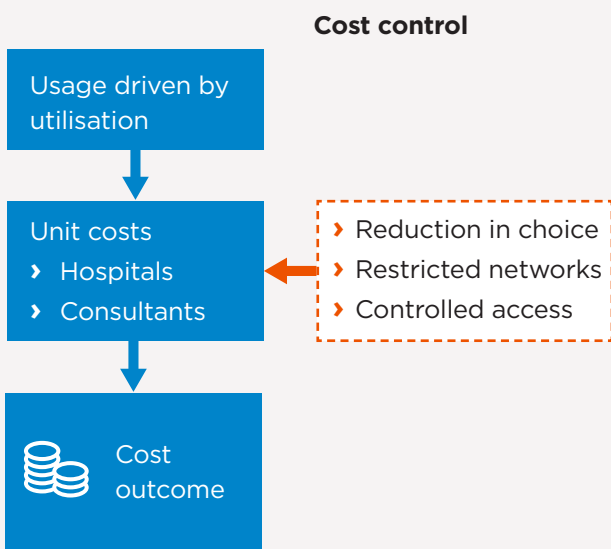 Cost control
Usage driven by
utilisation
Unit costs
› Hospitals
› Consultants
› Reduction in choice
› Restricted networks
› Controlled access
Cost
outcome